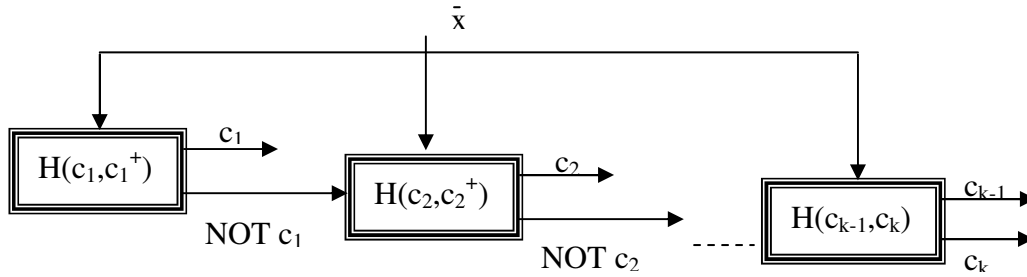 x̄
c₁
H(c₁,c₁⁺)
NOT c₁
c₂
H(c₂,c₂⁺)
NOT c₂
cₖ₋₁
H(cₖ₋₁,cₖ)
cₖ